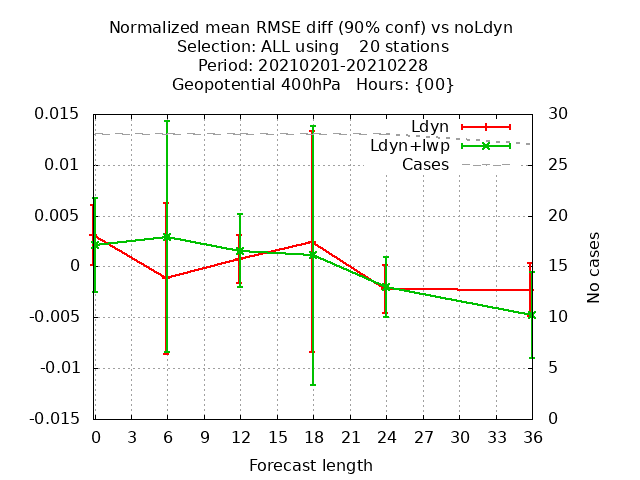 Normalized mean RMSE diff (90% conf) vs noLdyn
Selection: ALL using    20 stations
Period: 20210201-20210228
Geopotential 400hPa   Hours: {00}
Ldyn
Ldyn+lwp
Cases
0.015
0.01
0.005
0
-0.005
-0.01
-0.015
30
25
20
15
10
5
0
No cases
0 3 6 9 12 15 18 21 24 27 30 33 36
Forecast length